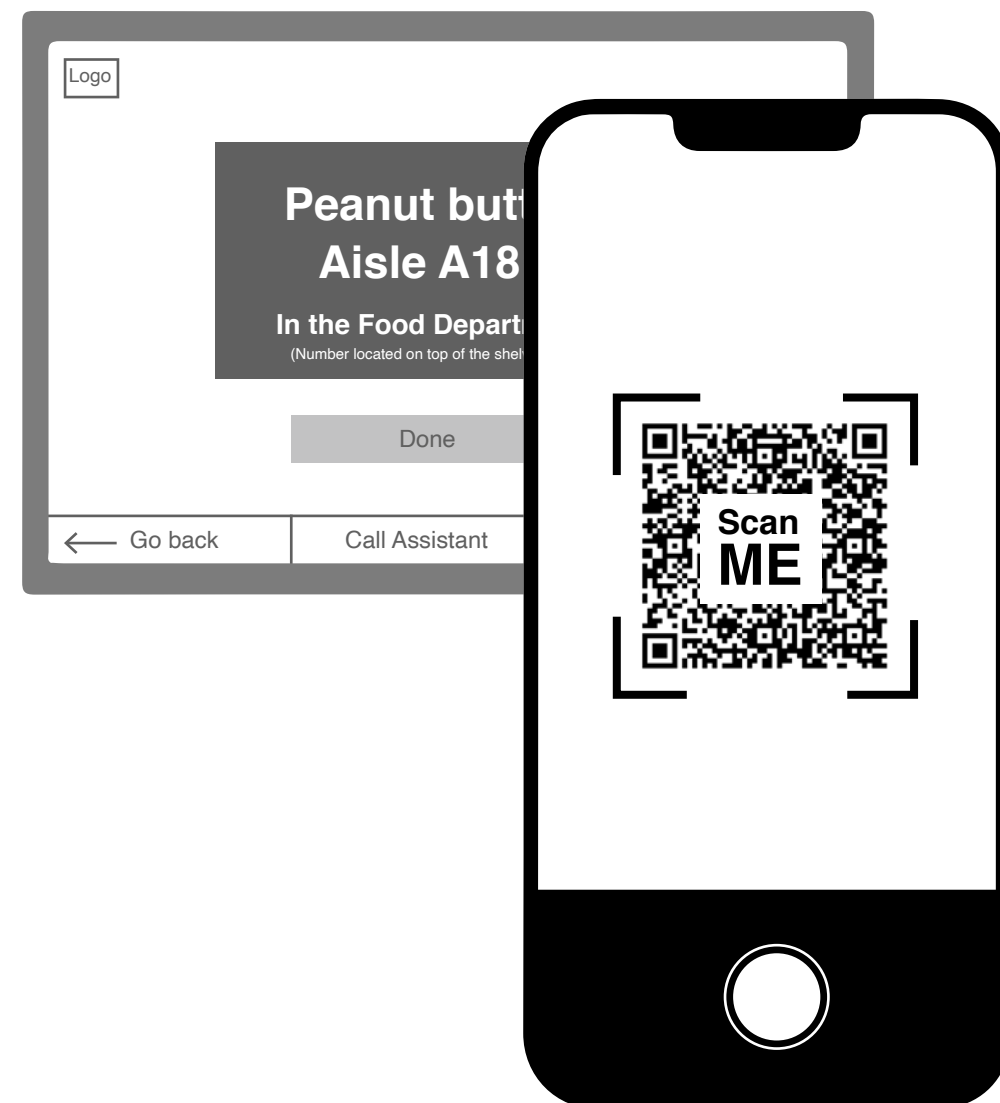 Logo
Peanut butt
Aisle A18
In the Food Depart
(Number located on top of the shel
Done
Go back
Call Assistant
Scan
ME